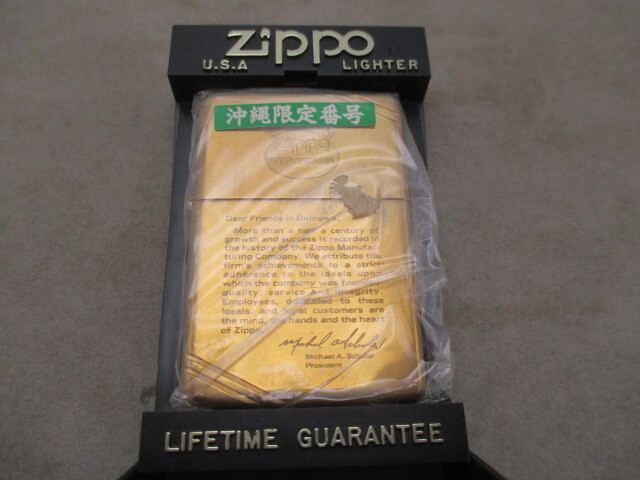 Zippo
U.S.A LIGHTER
沖縄限定番号
Zippo
Dear Friends in Okinawa,
More than a half a century of
growth and success is recorded in
the history of the Zippo Manufac-
turing Company. We attribute the
firm's achievements to a strict
adherence to the ideals upon
which the company was founded
quality, service and integrity.
Employees, dedicated to these
ideals, and loyal customers are
the mind, the hands and the heart
of Zippo.
Michael A. Schuler
President
LIFETIME GUARANTEE